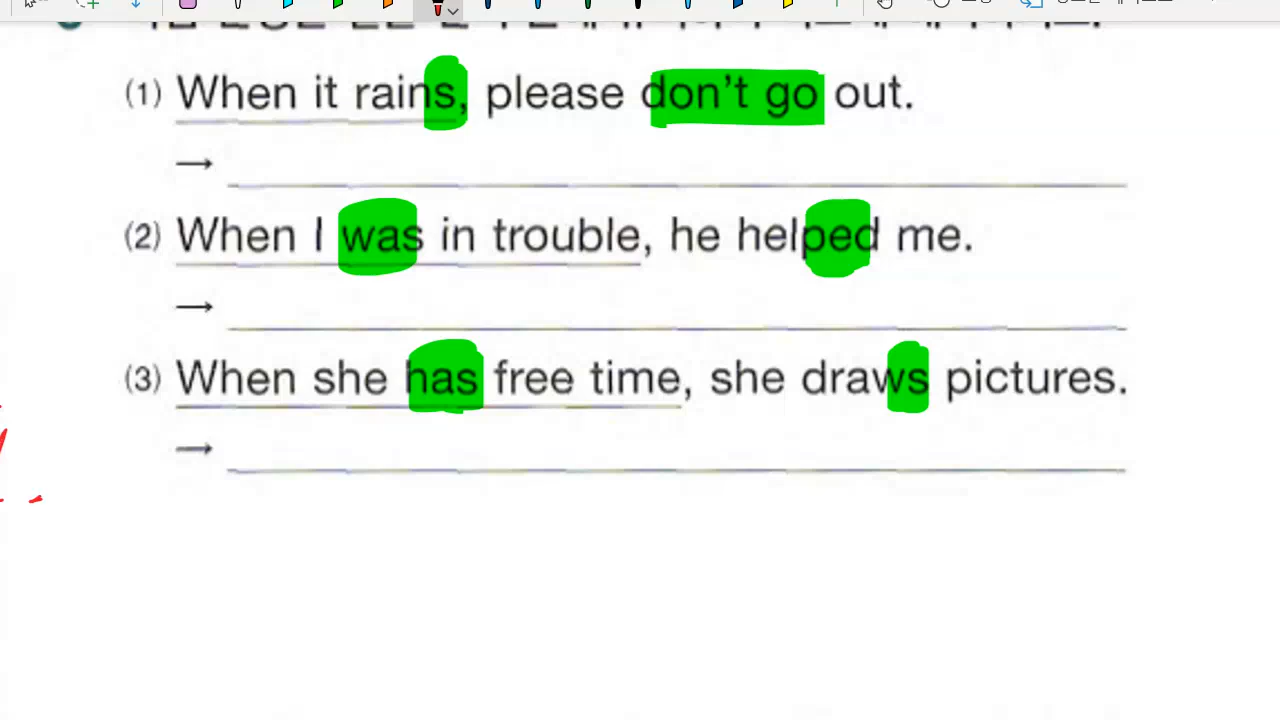 (1) When it rains, please don't go out.
→
(2) When I was in trouble, he helped me.
→
(3) When she has free time, she draws pictures.
→